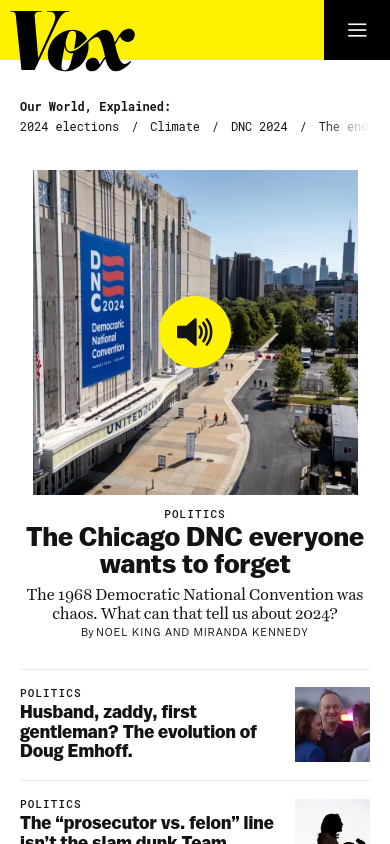 Vox
Our World, Explained:
2024 elections / Climate / DNC 2024 / The end
DNC
2024
Democratic
National
Convention
UNITED CENTER
POLITICS
The Chicago DNC everyone
wants to forget
The 1968 Democratic National Convention was
chaos. What can that tell us about 2024?
By NOEL KING AND MIRANDA KENNEDY
POLITICS
Husband, zaddy, first
gentleman? The evolution of
Doug Emhoff.
POLITICS
The “prosecutor vs. felon” line
isn’t the slam dunk Team